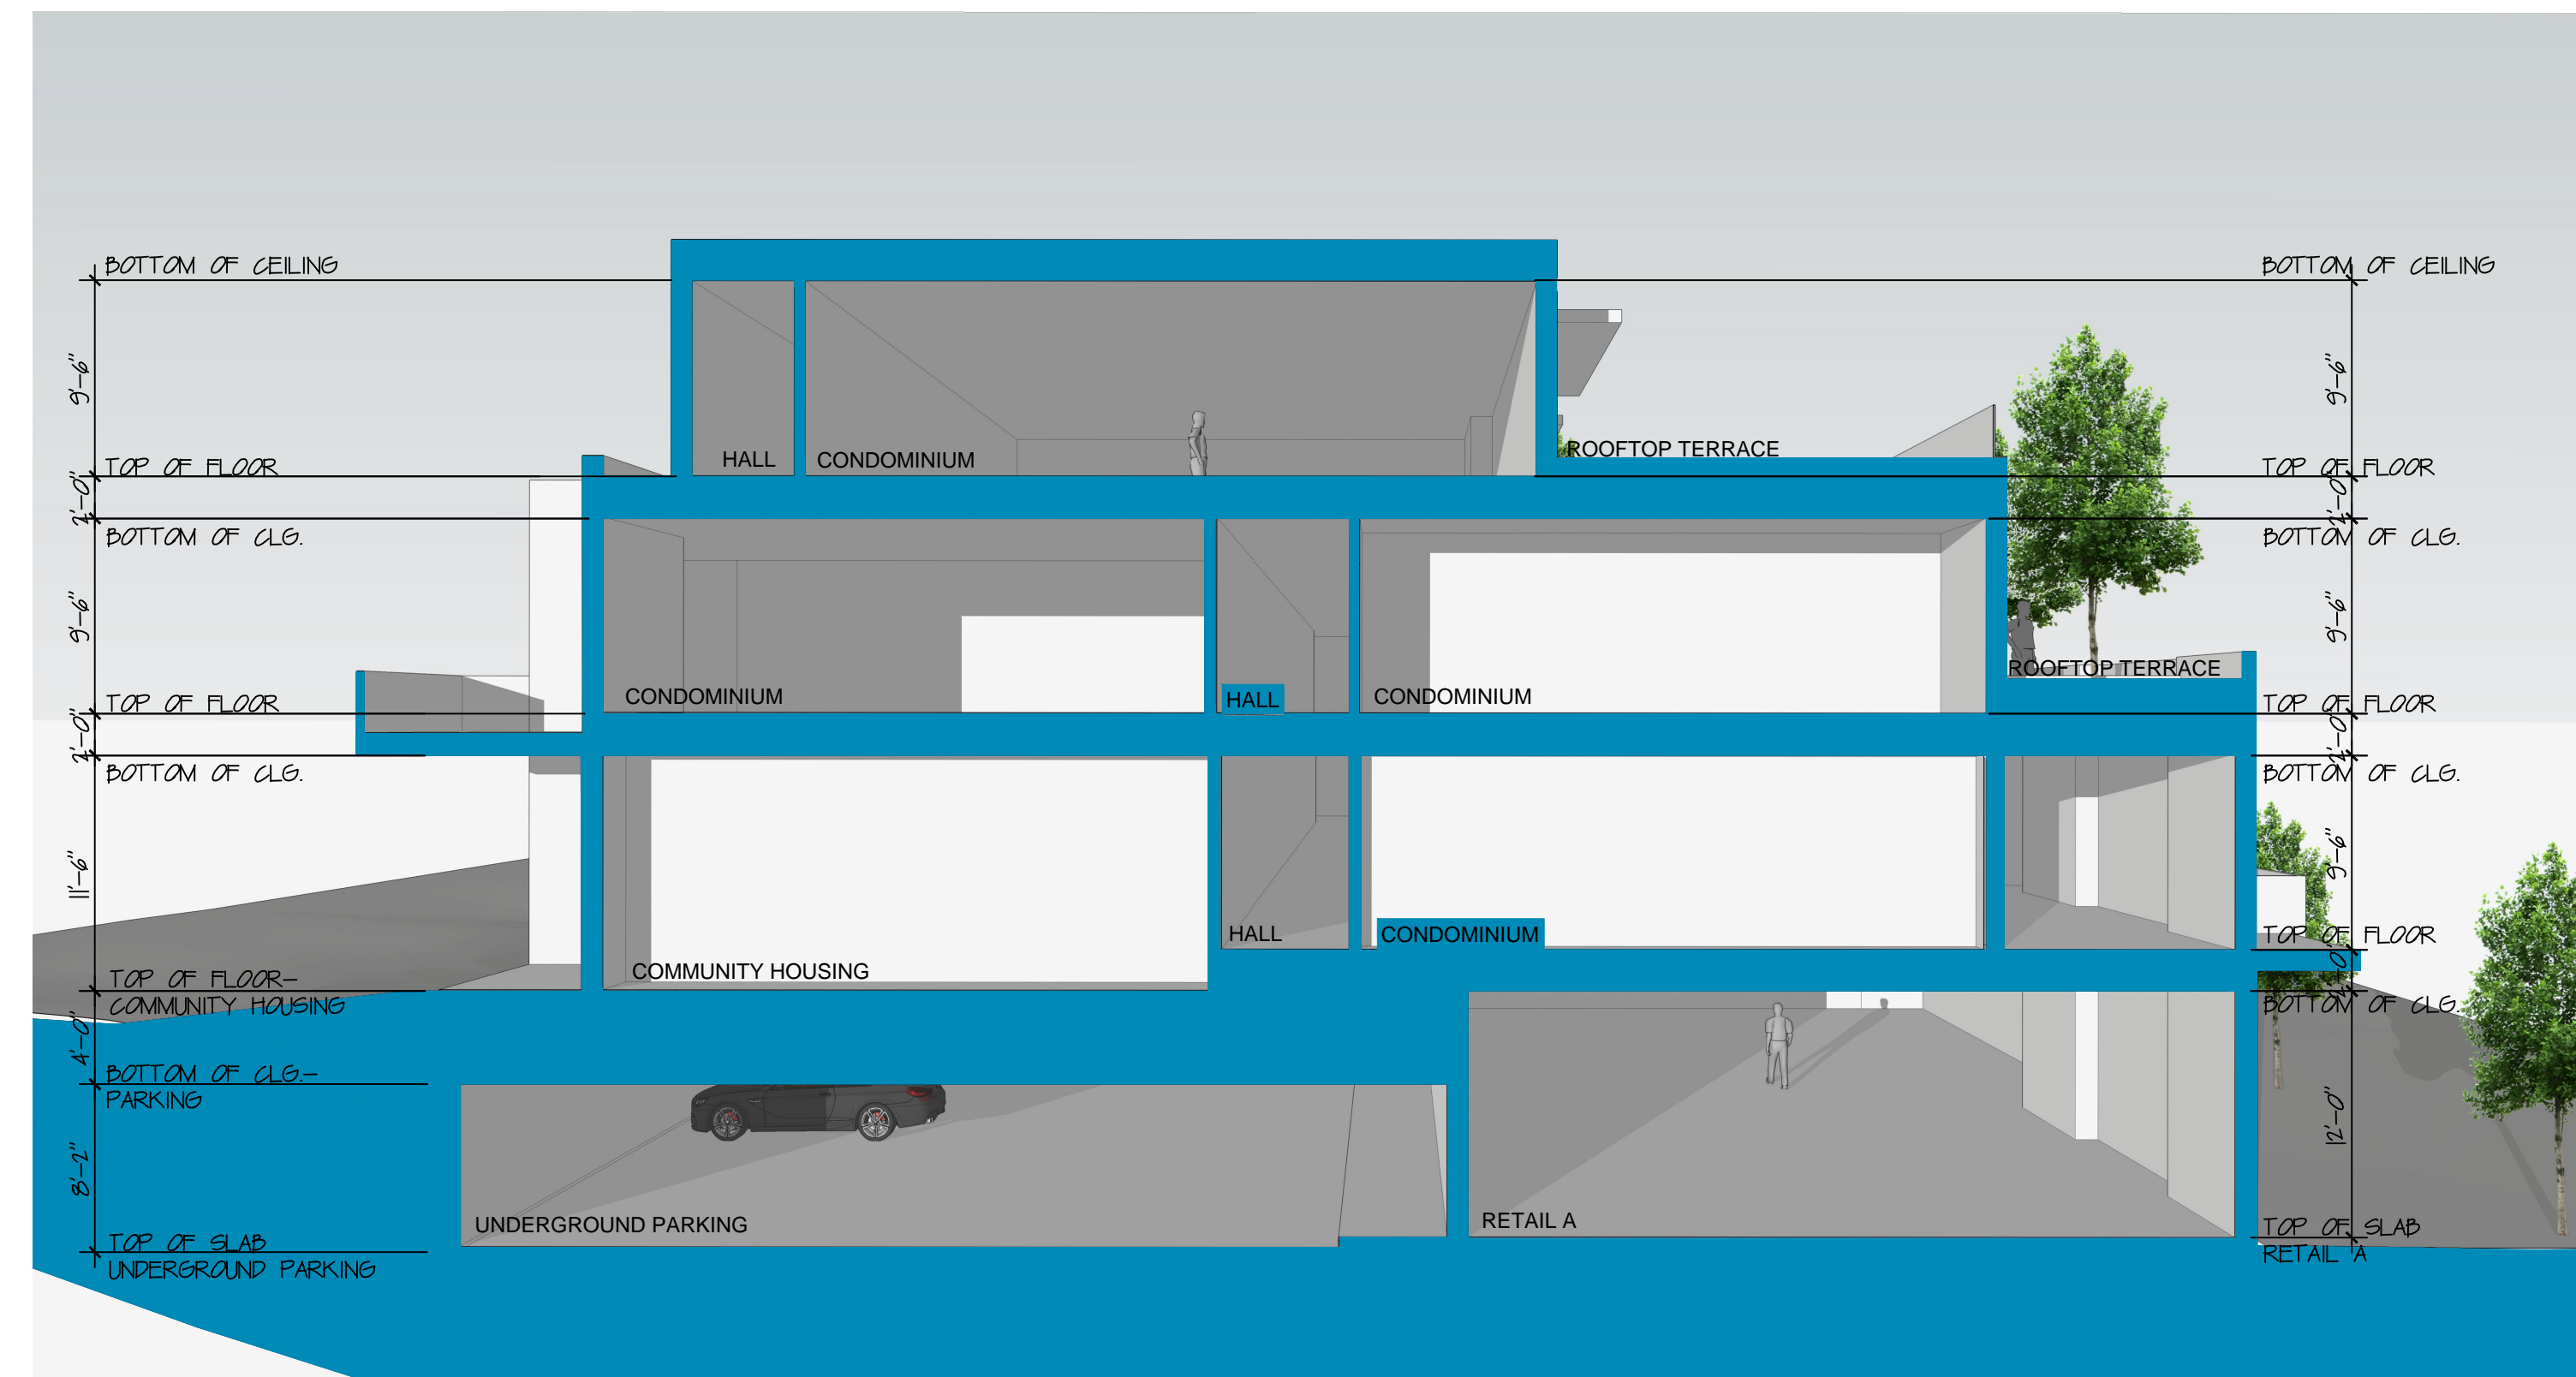 BOTTOM OF CEILING
BOTTOM OF CEILING
9'-6"
9'-6"
HALL
CONDOMINIUM
ROOFTOP TERRACE
TOP OF FLOOR
TOP OF FLOOR
2'-0"
2'-0"
BOTTOM OF CLG.
BOTTOM OF CLG.
9'-6"
9'-6"
CONDOMINIUM
HALL
CONDOMINIUM
ROOFTOP TERRACE
TOP OF FLOOR
TOP OF FLOOR
2'-0"
2'-0"
BOTTOM OF CLG.
BOTTOM OF CLG.
11'-6"
9'-6"
HALL
CONDOMINIUM
TOP OF FLOOR
COMMUNITY HOUSING
TOP OF FLOOR-
COMMUNITY HOUSING
BOTTOM OF CLG.
4'-0"
BOTTOM OF CLG.-
PARKING
8'-2"
12'-0"
UNDERGROUND PARKING
RETAIL A
TOP OF SLAB
UNDERGROUND PARKING
TOP OF SLAB
RETAIL A